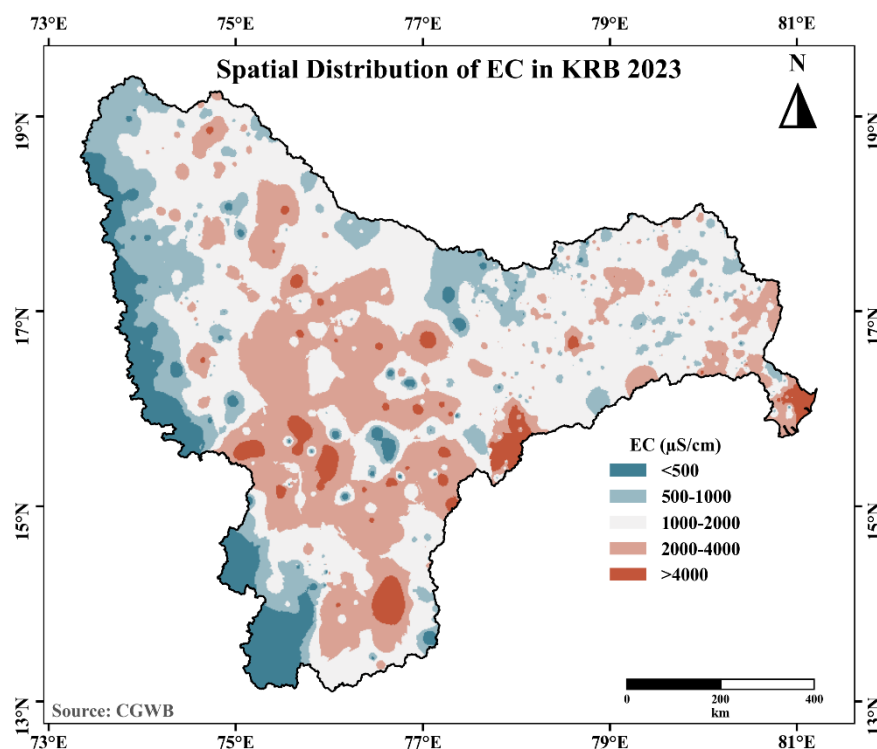 73°E 75°E 77°E 79°E 81°E
Spatial Distribution of EC in KRB 2023
N
19°N 19°N
17°N 17°N
EC (µS/cm)
<500
500-1000
15°N 15°N
1000-2000
2000-4000
>4000
0 200 400
km
Source: CGWB
13°N 13°N
73°E 75°E 77°E 79°E 81°E